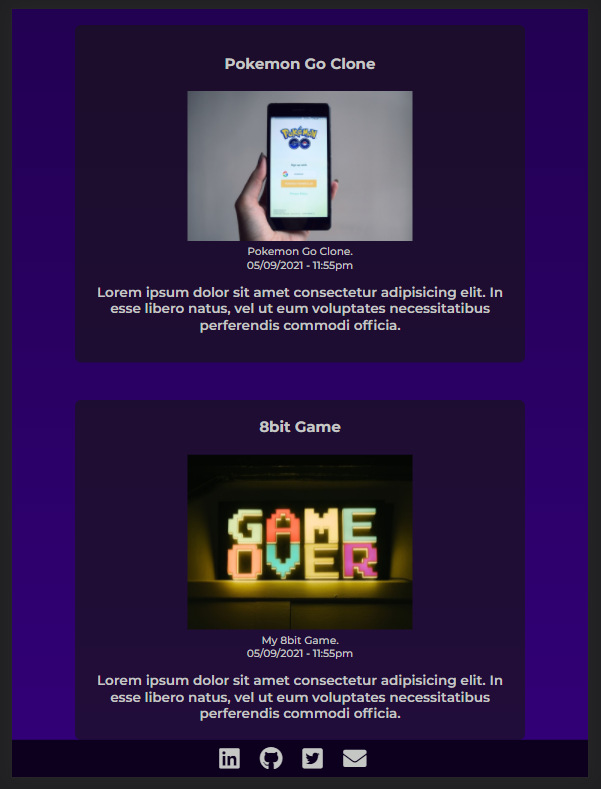 Pokemon Go Clone
Pokémon
GO
Pokemon Go Clone.
05/09/2021 - 11:55pm
Lorem ipsum dolor sit amet consectetur adipisicing elit. In
esse libero natus, vel ut eum voluptates necessitatibus
perferendis commodi officia.
8bit Game
GAME
OVER
My 8bit Game.
05/09/2021 - 11:55pm
Lorem ipsum dolor sit amet consectetur adipisicing elit. In
esse libero natus, vel ut eum voluptates necessitatibus
perferendis commodi officia.
in